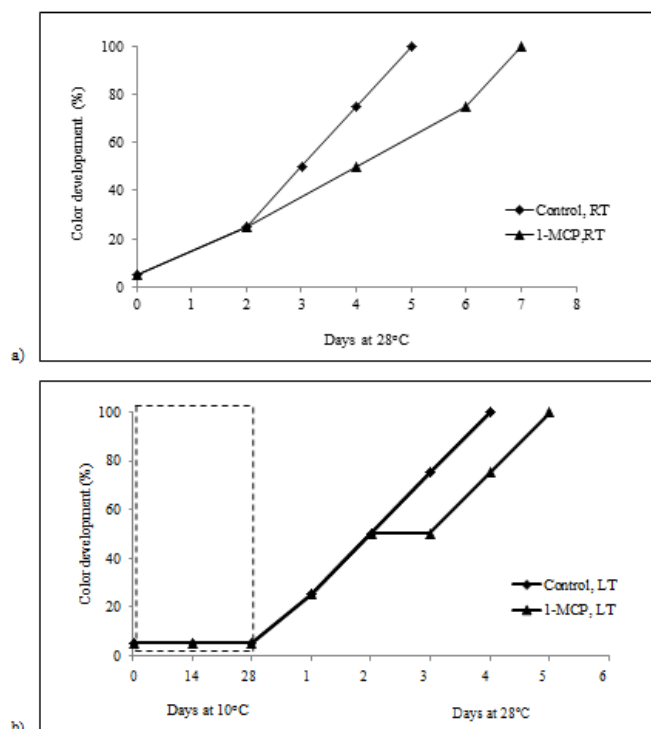 100
80
60
40
20
0
Color developement (%)
Control, RT
1-MCP,RT
0 1 2 3 4 5 6 7 8
Days at 28°C
a)
100
80
60
40
20
0
Color development (%)
Control, LT
1-MCP, LT
0 14 28 1 2 3 4 5 6
Days at 10°C Days at 28°C
b)